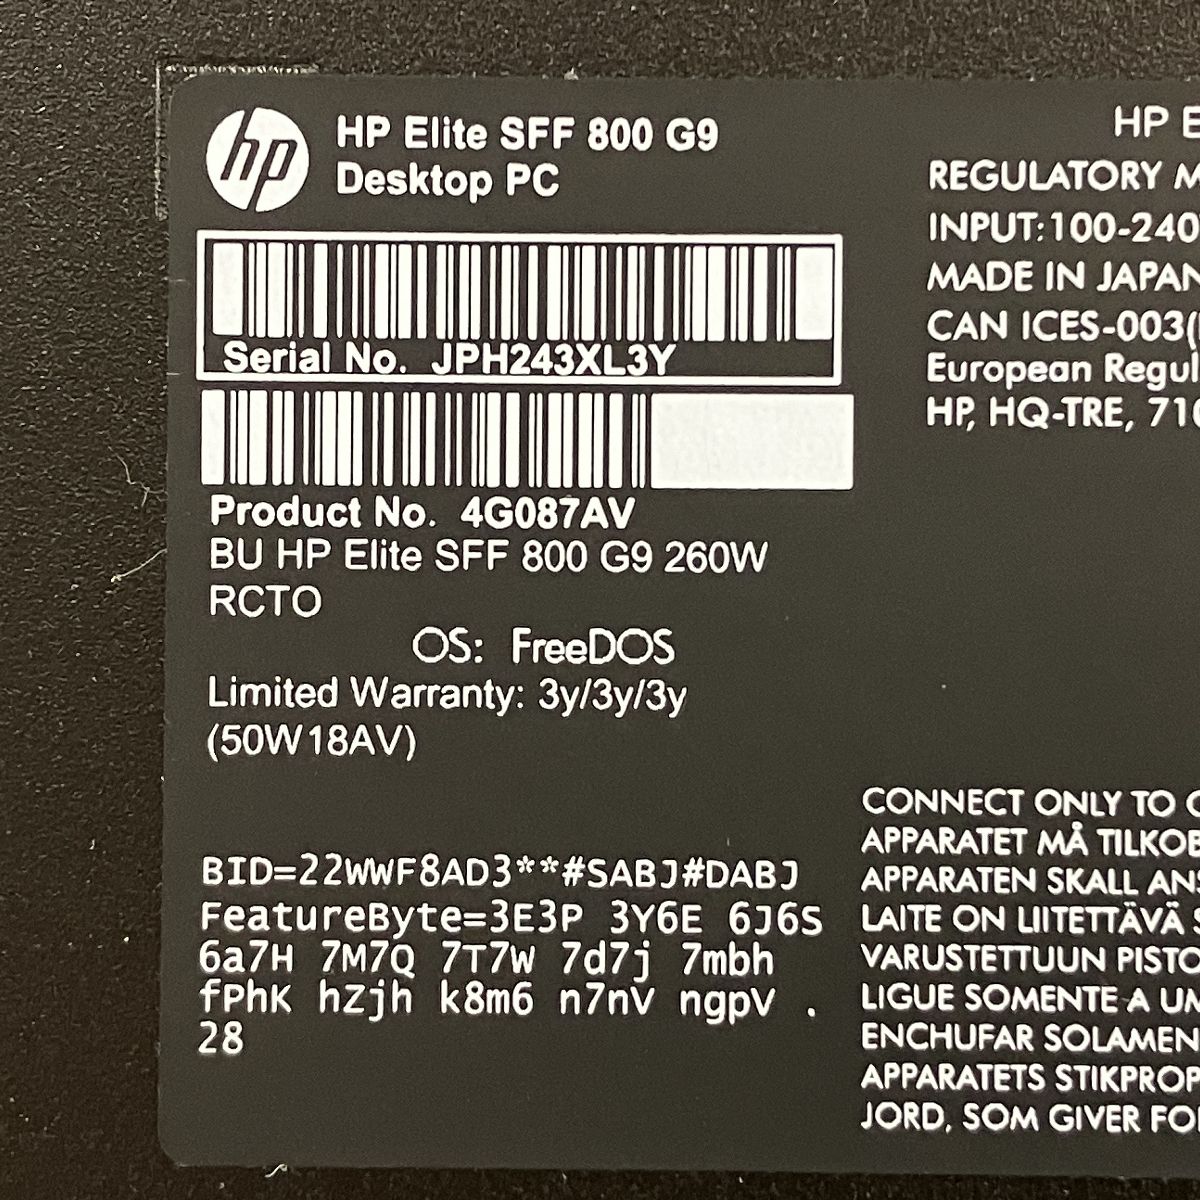 hp
HP Elite SFF 800 G9
Desktop PC
Serial No. JPH243XL3Y
Product No. 4G087AV
BU HP Elite SFF 800 G9 260W
RCTO
OS: FreeDOS
Limited Warranty: 3y/3y/3y
(50W18AV)
BID=22WWF8AD3**#SABJ#DABJ
FeatureByte=3E3P 3Y6E 6J6S
6a7H 7M7Q 7T7W 7d7j 7mbh
fPhK hZjh k8m6 n7nV ngpV .
28
HP E
REGULATORY M
INPUT:100-240
MADE IN JAPAN
CAN ICES-003(
European Regul
HP, HQ-TRE, 710
CONNECT ONLY TO
APPARATET MÅ TILKOB
APPARATEN SKALL ANS
LAITE ON LIITETTÄVÄ
VARUSTETTUUN PISTO
LIGUE SOMENTE A UM
ENCHUFAR SOLAMEN
APPARATETS STIKPROP
JORD, SOM GIVER FO